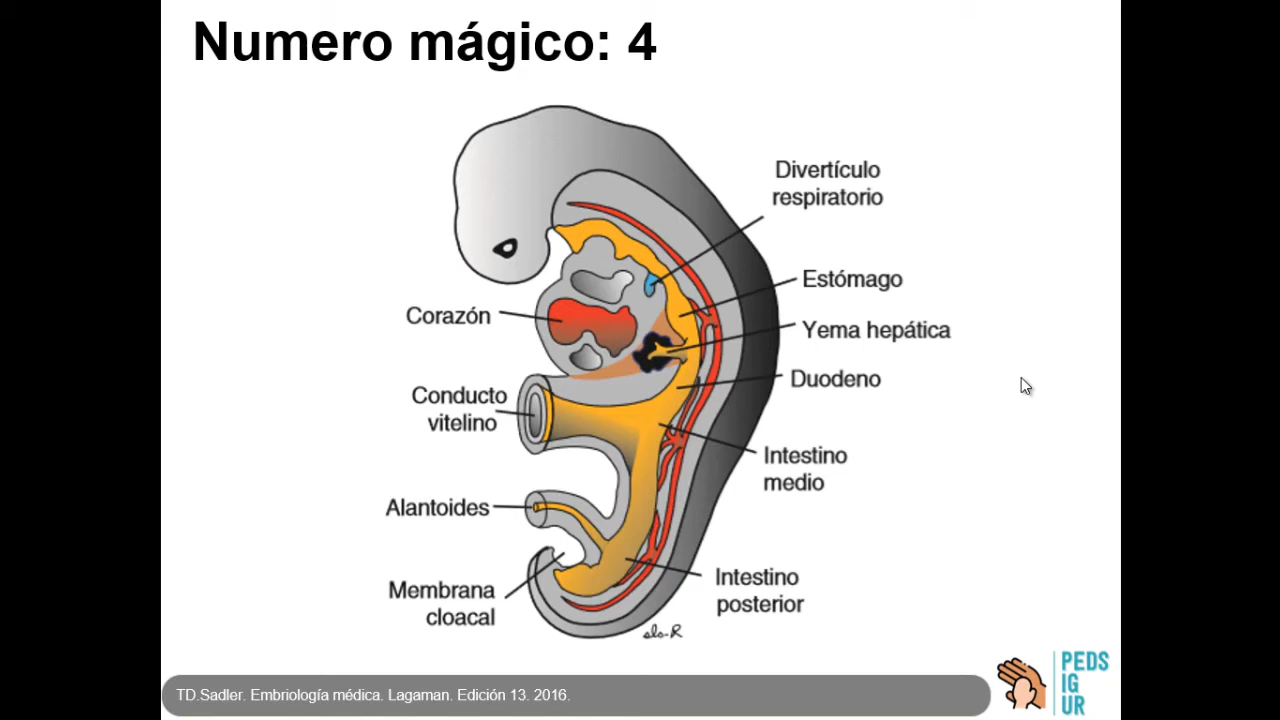 Numero mágico: 4
Divertículo
respiratorio
Estómago
Corazón
Yema hepática
Duodeno
Conducto
vitelino
Intestino
medio
Alantoides
Intestino
posterior
Membrana
cloacal
TD.Sadler. Embriología médica. Lagaman. Edición 13. 2016.
PEDS
IG
UR